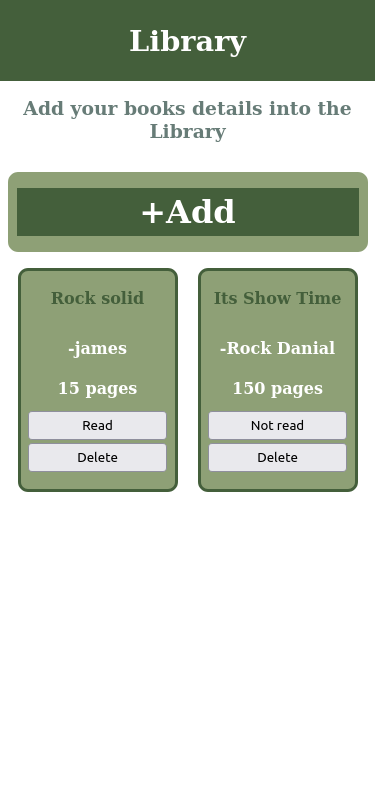 Library
Add your books details into the
Library
+Add
Rock solid
-james
15 pages
Read
Delete
Its Show Time
-Rock Danial
150 pages
Not read
Delete